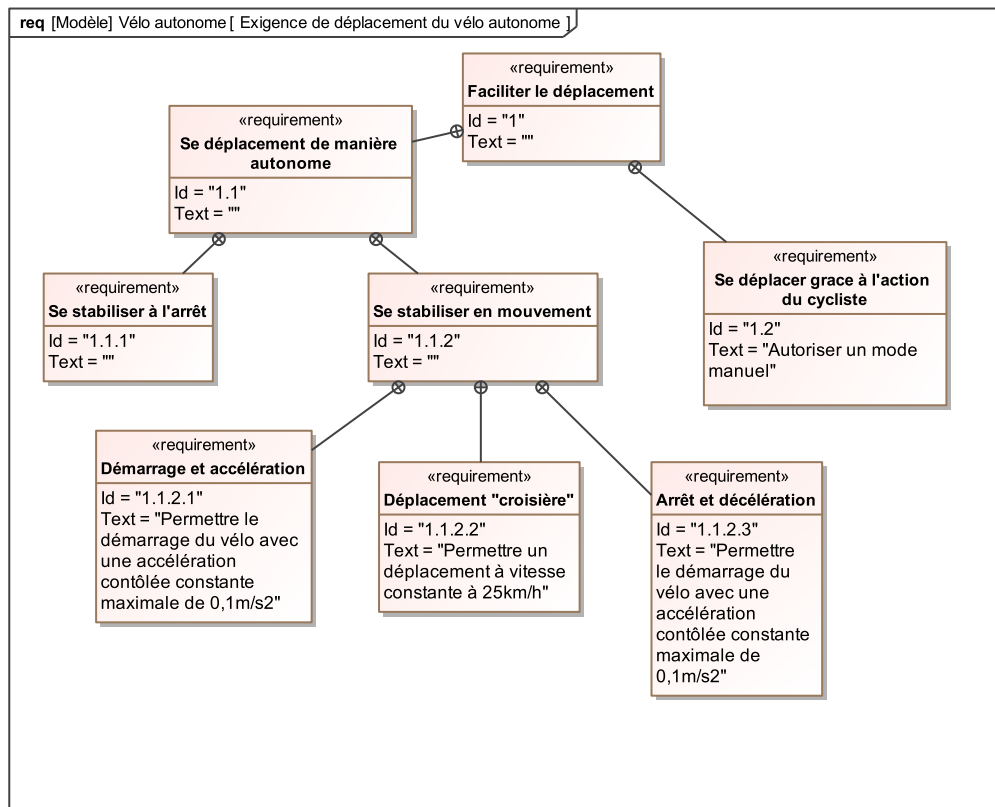 req [Modèle] Vélo autonome [ Exigence de déplacement du vélo autonome ]
«requirement»
Faciliter le déplacement
Id = "1"
Text = ""
«requirement»
Se déplacement de manière
autonome
Id = "1.1"
Text = ""
«requirement»
Se déplacer grace à l'action
du cycliste
Id = "1.2"
Text = "Autoriser un mode
manuel"
«requirement»
Se stabiliser à l'arrêt
Id = "1.1.1"
Text = ""
«requirement»
Se stabiliser en mouvement
Id = "1.1.2"
Text = ""
«requirement»
Démarrage et accélération
Id = "1.1.2.1"
Text = "Permettre le
démarrage du vélo avec
une accélération
contôlée constante
maximale de 0,1m/s2"
«requirement»
Déplacement "croisière"
Id = "1.1.2.2"
Text = "Permettre un
déplacement à vitesse
constante à 25km/h"
«requirement»
Arrêt et décélération
Id = "1.1.2.3"
Text = "Permettre
le démarrage du
vélo avec une
accélération
contôlée constante
maximale de
0,1m/s2"